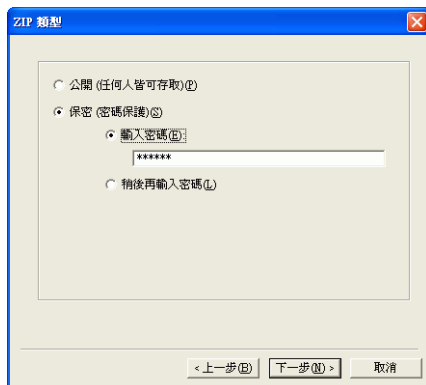 ZIP 類型
公開 (任何人皆可存取)(P)
保密 (密碼保護)(S)
輸入密碼(E):
******
稍後再輸入密碼(L)
<上一步(B)
下一步(N) >
取消